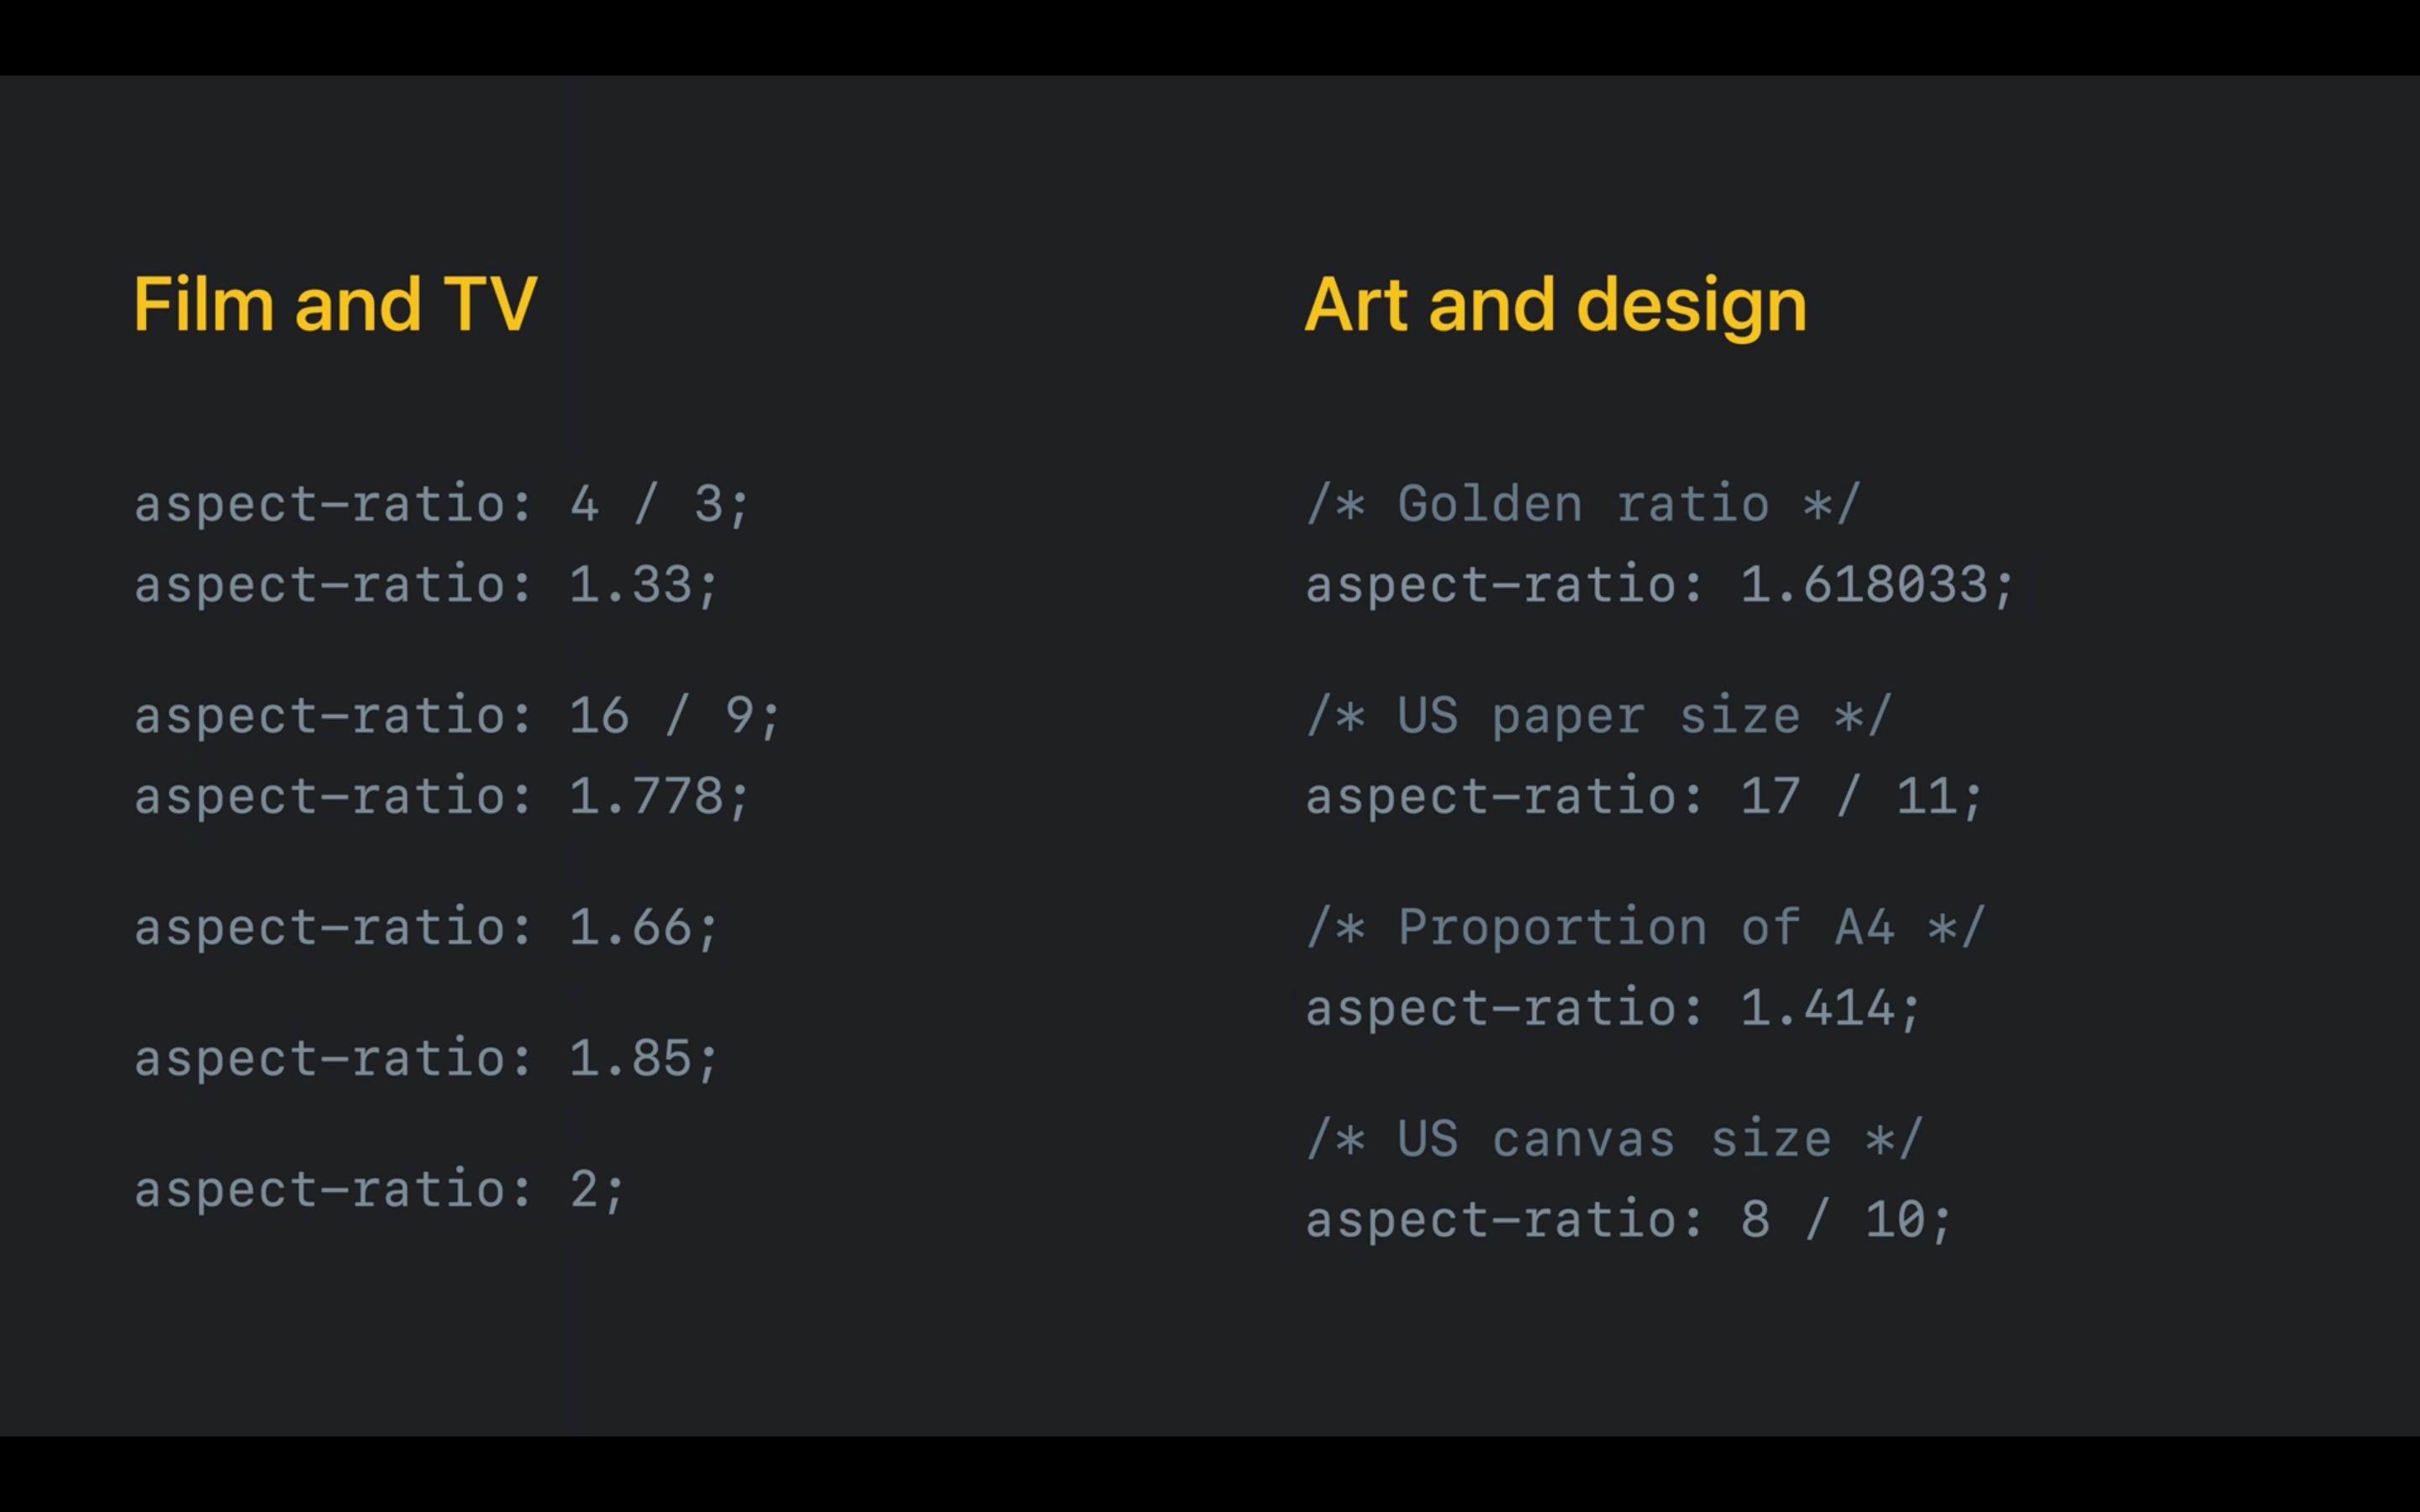 Film and TV
aspect-ratio: 4 / 3;
aspect-ratio: 1.33;
aspect-ratio: 16 / 9;
aspect-ratio: 1.778;
aspect-ratio: 1.66;
aspect-ratio: 1.85;
aspect-ratio: 2;
Art and design
/* Golden ratio */
aspect-ratio: 1.618033;
/* US paper size */
aspect-ratio: 17 / 11;
/* Proportion of A4 */
aspect-ratio: 1.414;
/* US canvas size */
aspect-ratio: 8 / 10;